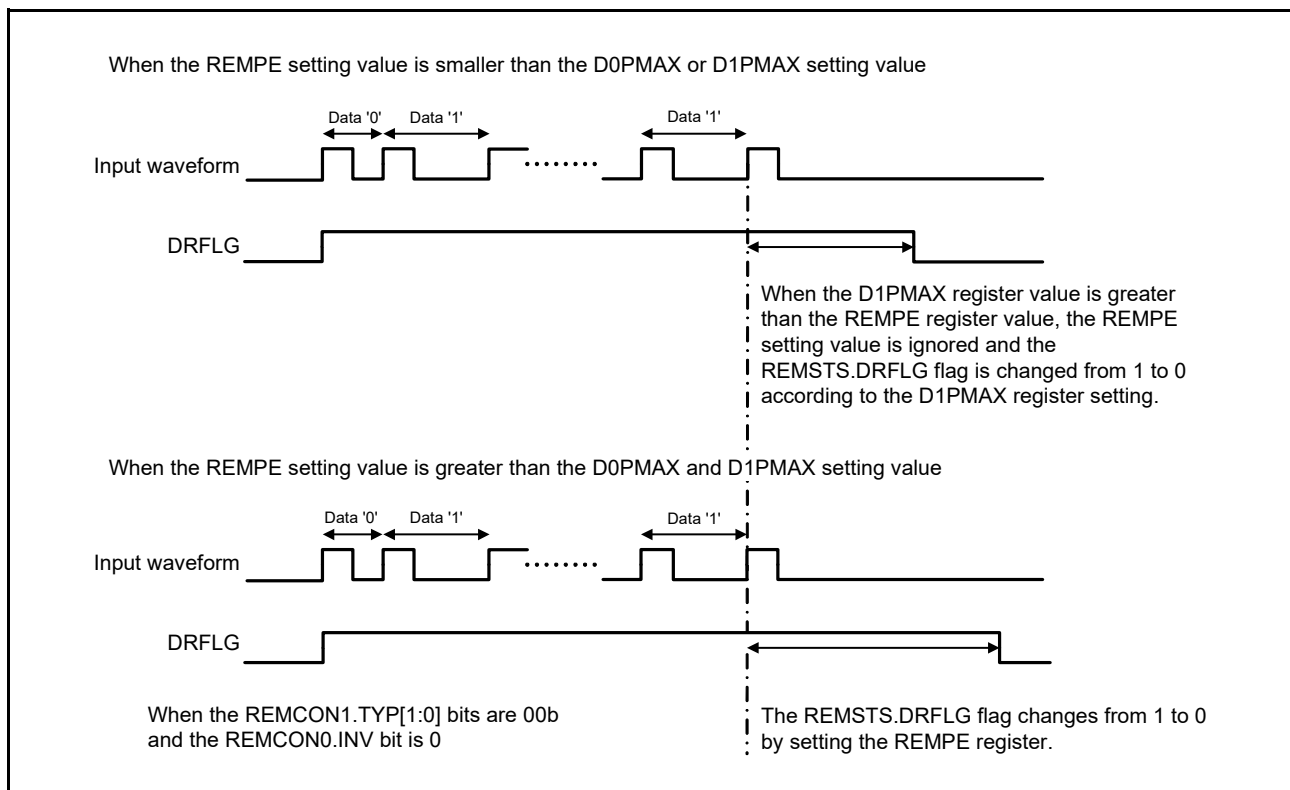 When the REMPE setting value is smaller than the D0PMAX or D1PMAX setting value
Data '0' Data '1' Data '1'
Input waveform
DRFLG
When the D1PMAX register value is greater
than the REMPE register value, the REMPE
setting value is ignored and the
REMSTS.DRFLG flag is changed from 1 to 0
according to the D1PMAX register setting.
When the REMPE setting value is greater than the D0PMAX and D1PMAX setting value
Data '0' Data '1' Data '1'
Input waveform
DRFLG
When the REMCON1.TYP[1:0] bits are 00b
and the REMCON0.INV bit is 0
The REMSTS.DRFLG flag changes from 1 to 0
by setting the REMPE register.